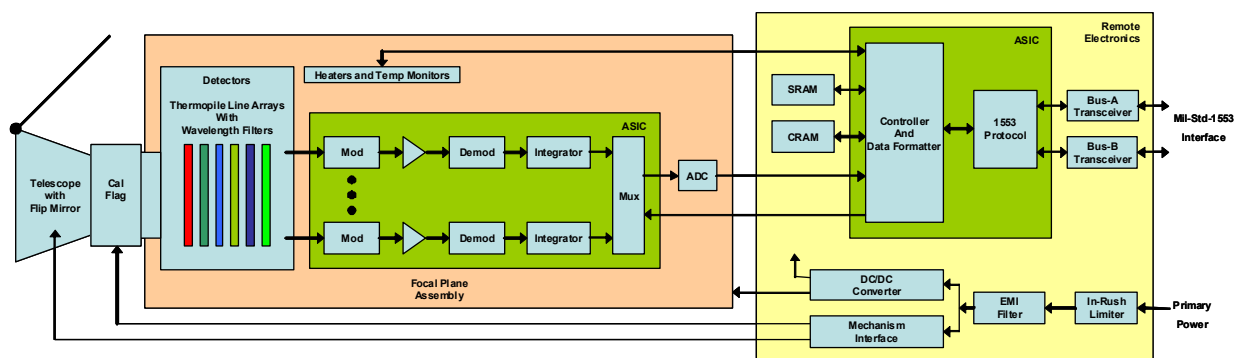 Remote
Electronics
ASIC
Detectors
Thermopile Line Arrays
With
Wavelength Filters
Heaters and Temp Monitors
ASIC
SRAM
CRAM
Controller
And
Data Formatter
1553
Protocol
Bus-A
Transceiver
Bus-B
Transceiver
Mil-Std-1553
Interface
Telescope
with
Flip Mirror
Cal
Flag
Mod
Demod
Integrator
Mux
ADC
Mod
Demod
Integrator
Focal Plane
Assembly
DC/DC
Converter
Mechanism
Interface
EMI
Filter
In-Rush
Limiter
Primary
Power